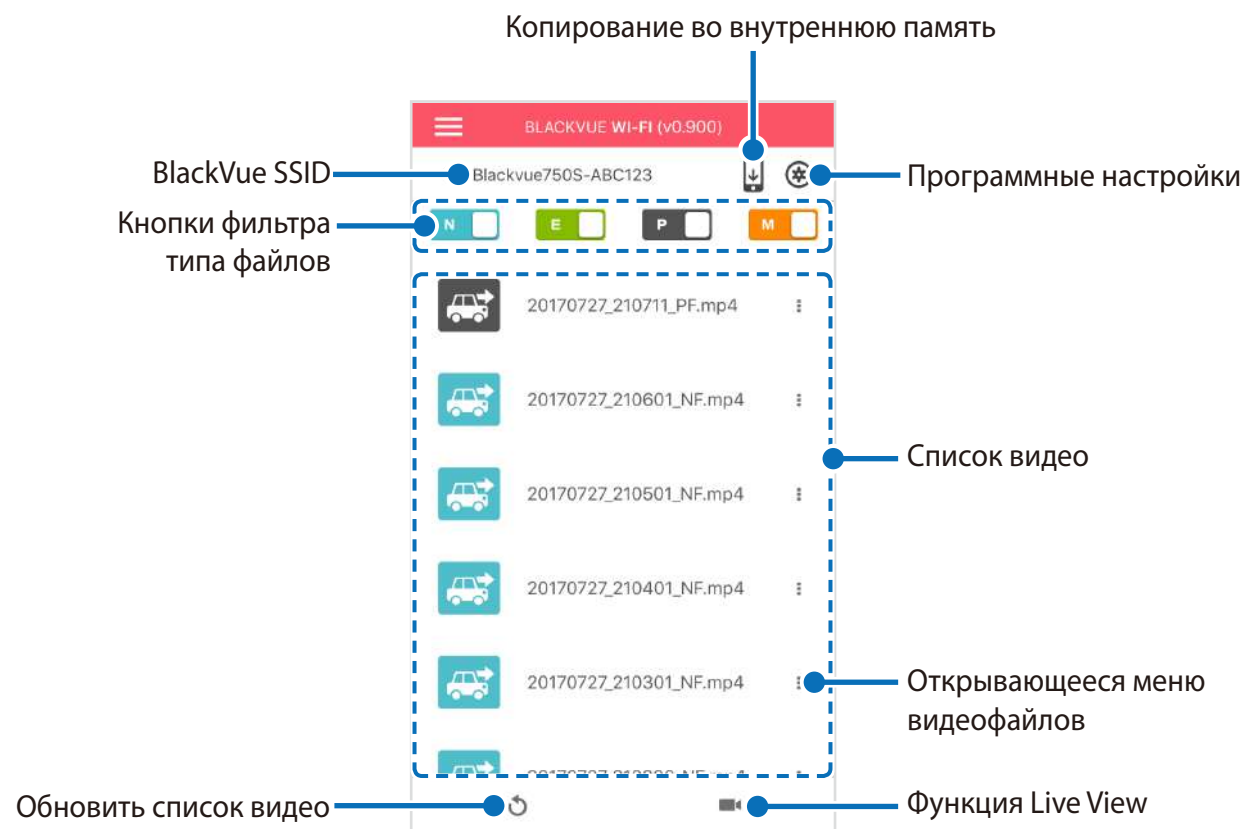 Копирование во внутреннюю память
BLACKVUE WI-FI (v0.900)
BlackVue SSID
Blackvue750S-ABC123
Программные настройки
Кнопки фильтра
типа файлов
N
E
P
M
20170727_210711_PF.mp4
20170727_210601_NF.mp4
Список видео
20170727_210501_NF.mp4
20170727_210401_NF.mp4
20170727_210301_NF.mp4
Открывающееся меню
видеофайлов
Обновить список видео
Функция Live View